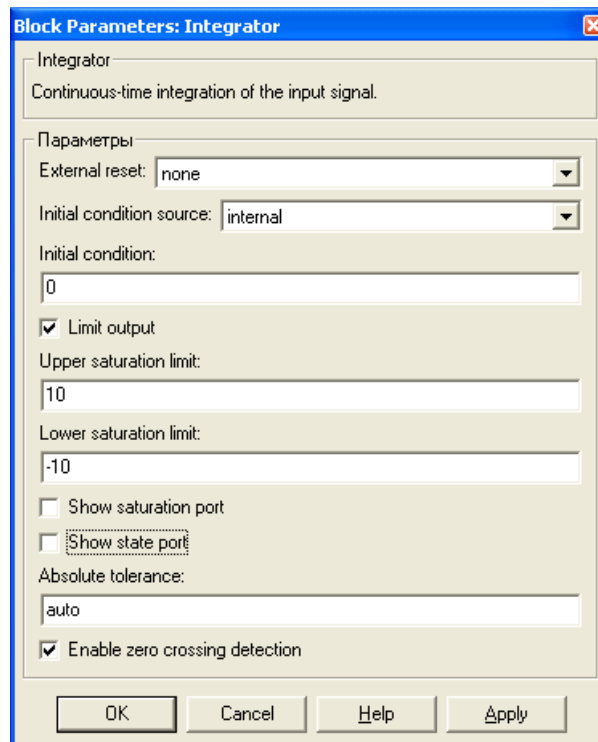 Block Parameters: Integrator
Integrator
Continuous-time integration of the input signal.
Параметры
External reset: none
Initial condition source: internal
Initial condition:
0
Limit output
Upper saturation limit:
10
Lower saturation limit:
-10
Show saturation port
Show state port
Absolute tolerance:
auto
Enable zero crossing detection
OK Cancel Help Apply